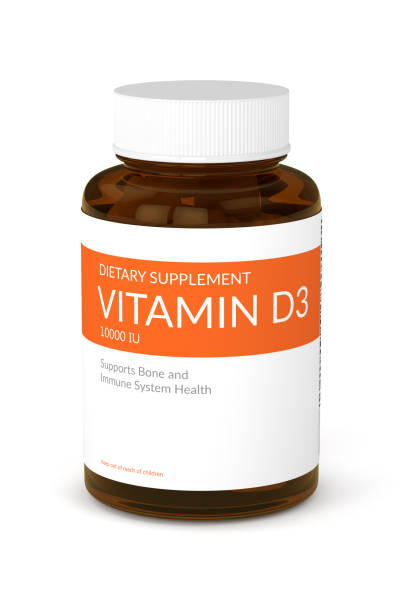 DIETARY SUPPLEMENT
VITAMIN D3
10000 IU
Supports Bone and
Immune System Health
Keep out of reach of children